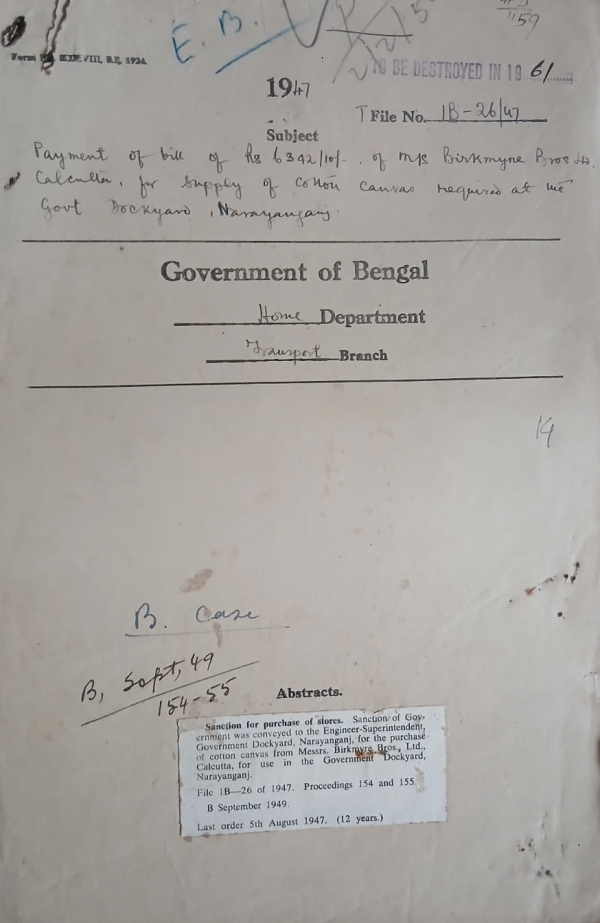 E. B.
VIII, B.I, 1924.
TO BE DESTROYED IN 19 61
1947
T File No. 1B-26/47
Subject
Payment of bill of Rs 6342/10/-. of M/s Birkmyre Bros Ltd.
Calcutta, for supply of cotton canvas required at the
Govt Dockyard, Narayanganj.
Government of Bengal
Home Department
Transport Branch
14
B. Case
B, Sept, 49
154-55
Abstracts.
Sanction for purchase of stores. Sanction of Gov-
ernment was conveyed to the Engineer-Superintendent,
Government Dockyard, Narayanganj, for the purchase
of cotton canvas from Messrs. Birkmyre Bros., Ltd.,
Calcutta, for use in the Government Dockyard,
Narayanganj.
File 1B—26 of 1947. Proceedings 154 and 155.
B September 1949.
Last order 5th August 1947. (12 years.)